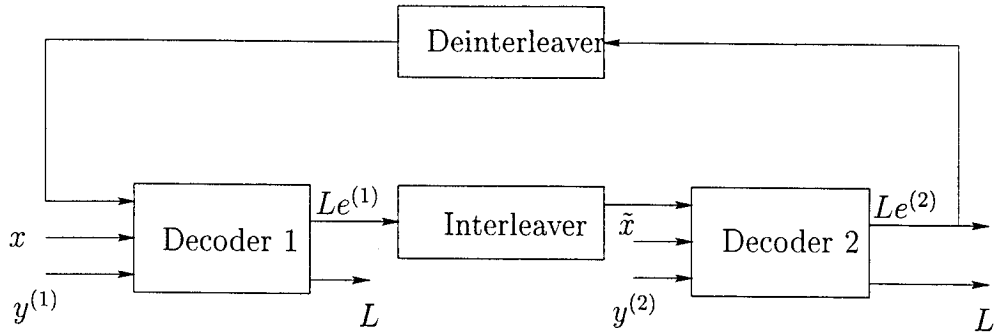 Deinterleaver
Le^{(1)}
Le^{(2)}
x
Decoder 1
Interleaver
x̃
Decoder 2
y^{(1)}
L
y^{(2)}
L